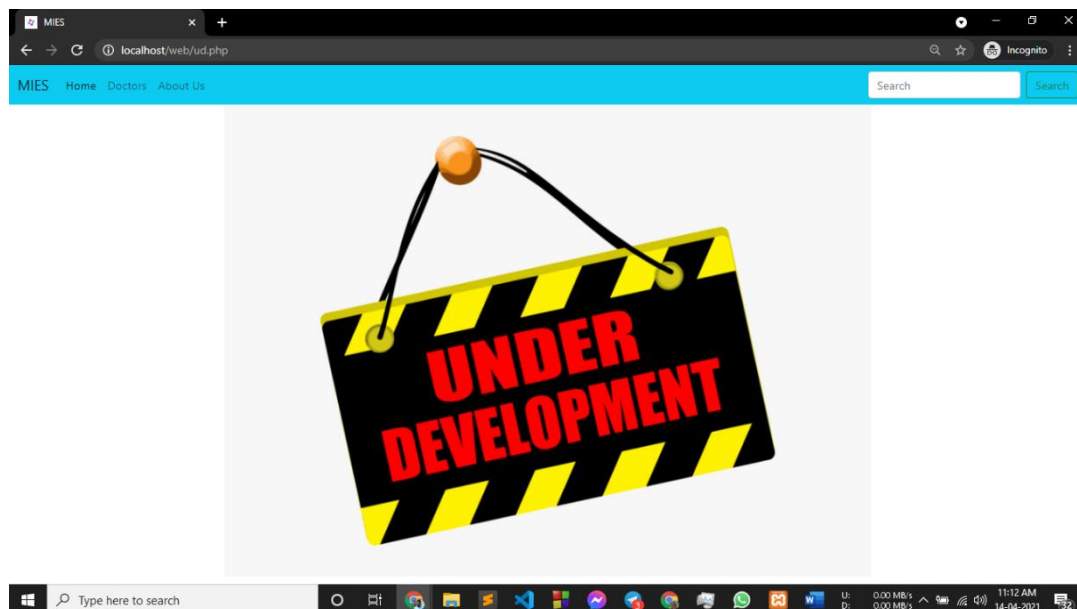 MIES
localhost/web/ud.php
Incognito
MIES Home Doctors About Us Search Search
UNDER
DEVELOPMENT
Type here to search
U: 0.00 MB/s
D: 0.00 MB/s
11:12 AM
14-04-2021